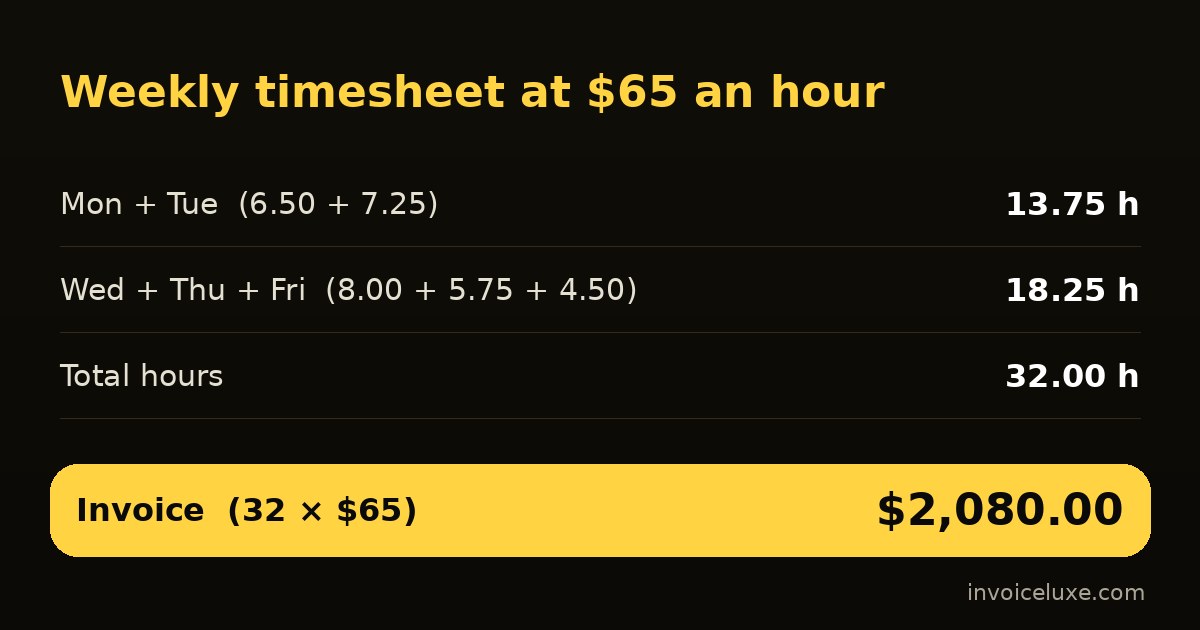 Weekly timesheet at $65 an hour
Mon + Tue (6.50 + 7.25) 13.75 h
Wed + Thu + Fri (8.00 + 5.75 + 4.50) 18.25 h
Total hours 32.00 h
Invoice (32 × $65) $2,080.00
invoiceluxe.com